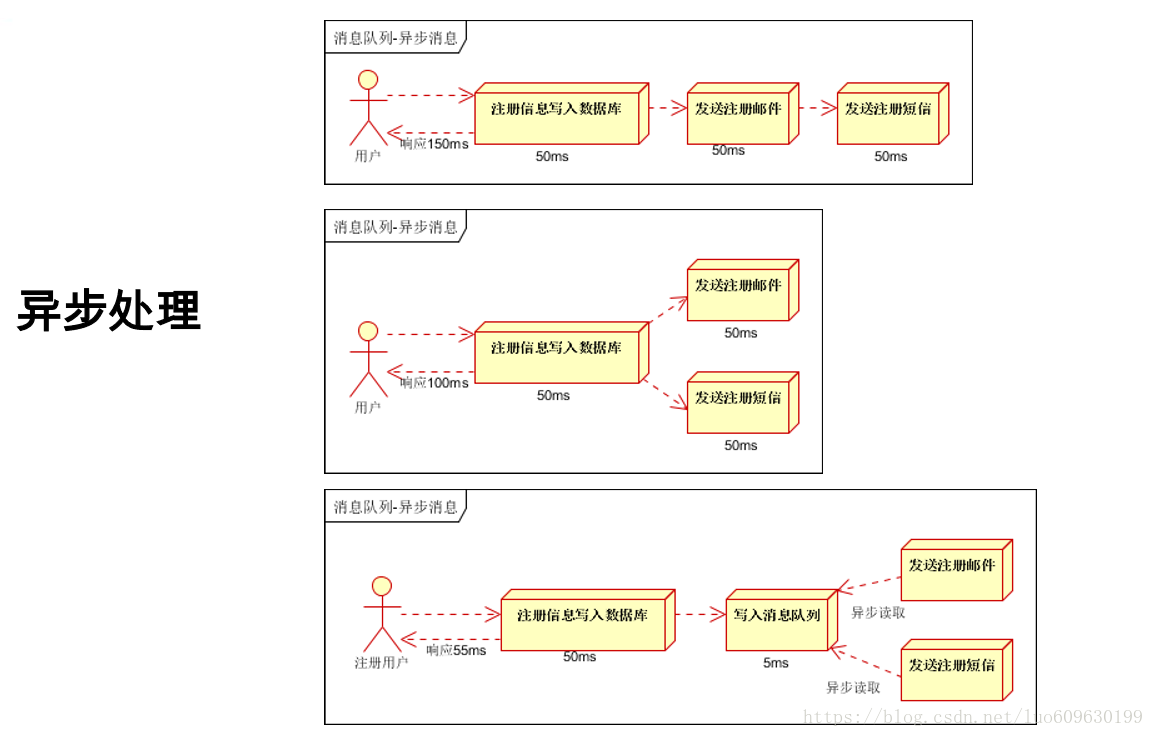 消息队列-异步消息
注册信息写入数据库
发送注册邮件
发送注册短信
响应150ms
用户
50ms
50ms
50ms
消息队列-异步消息
发送注册邮件
50ms
异步处理
注册信息写入数据库
响应100ms
用户
50ms
发送注册短信
50ms
消息队列-异步消息
发送注册邮件
注册信息写入数据库
写入消息队列
异步读取
响应55ms
注册用户
50ms
5ms
发送注册短信
异步读取
https://blog.csdn.net/luo609630199